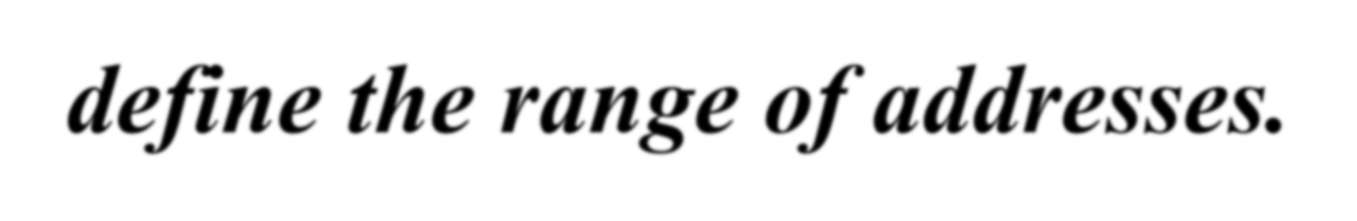 define the range of addresses.